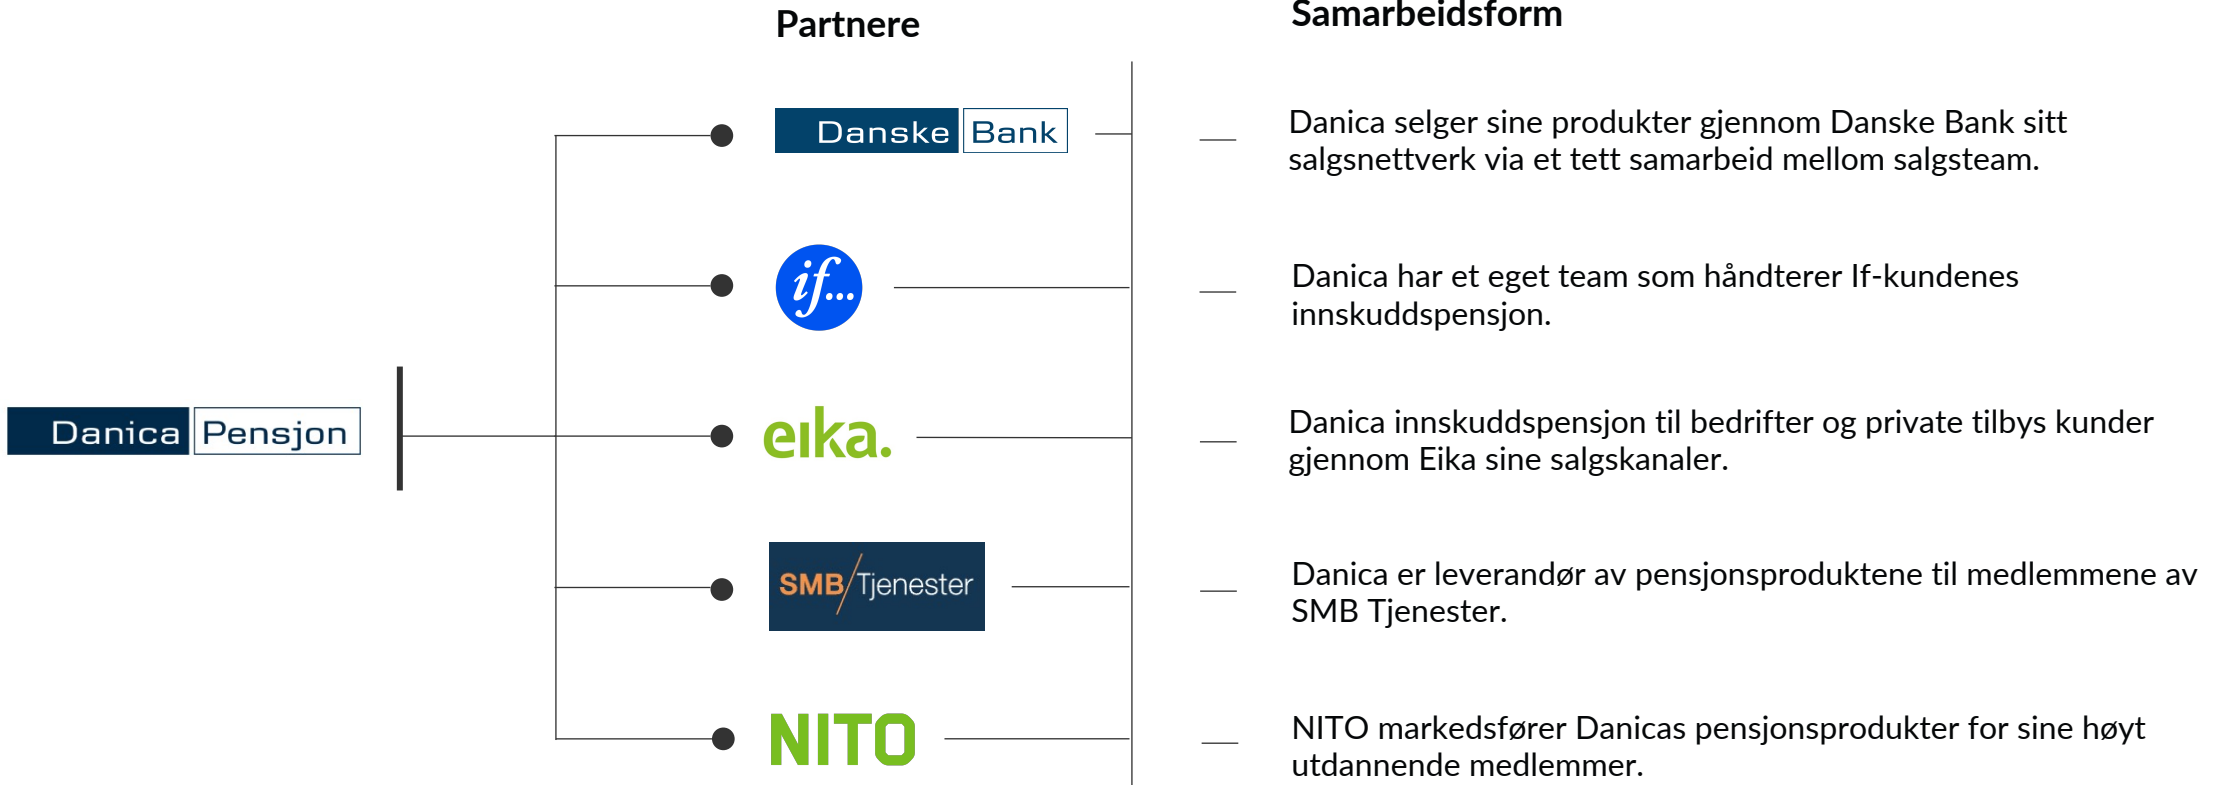 Partnere
Samarbeidsform
Danske Bank
Danica selger sine produkter gjennom Danske Bank sitt
salgsnettverk via et tett samarbeid mellom salgsteam.
if...
Danica har et eget team som håndterer If-kundenes
innskuddspensjon.
Danica Pensjon
eika.
Danica innskuddspensjon til bedrifter og private tilbys kunder
gjennom Eika sine salgskanaler.
SMB/Tjenester
Danica er leverandør av pensjonsproduktene til medlemmene av
SMB Tjenester.
NITO
NITO markedsfører Danicas pensjonsprodukter for sine høyt
utdannende medlemmer.